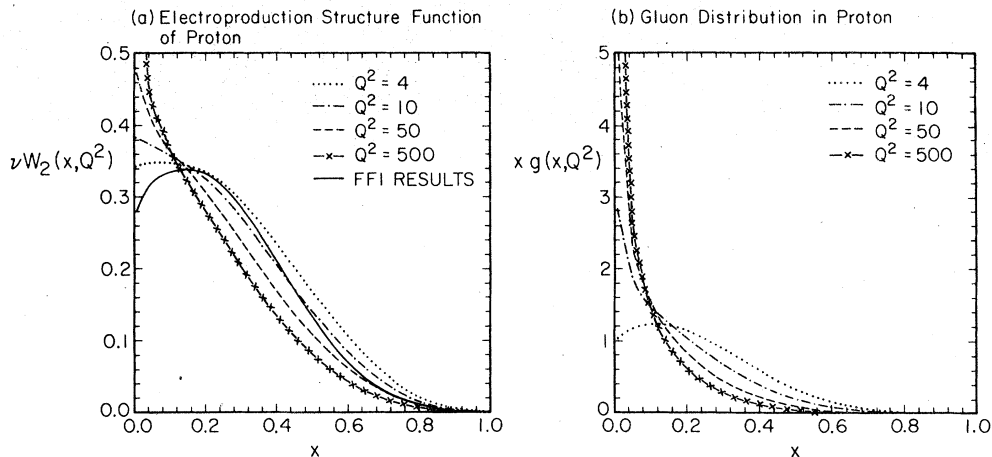 (a) Electroproduction Structure Function
of Proton
0.5
0.4
νW₂(x,Q²)
0.3
0.2
0.1
0.0
0.0 0.2 0.4 0.6 0.8 1.0
x
Q² = 4
Q² = 10
Q² = 50
Q² = 500
FF1 RESULTS
(b) Gluon Distribution in Proton
5
4
x g(x,Q²)
3
2
1
0
0.0 0.2 0.4 0.6 0.8 1.0
x
Q² = 4
Q² = 10
Q² = 50
Q² = 500